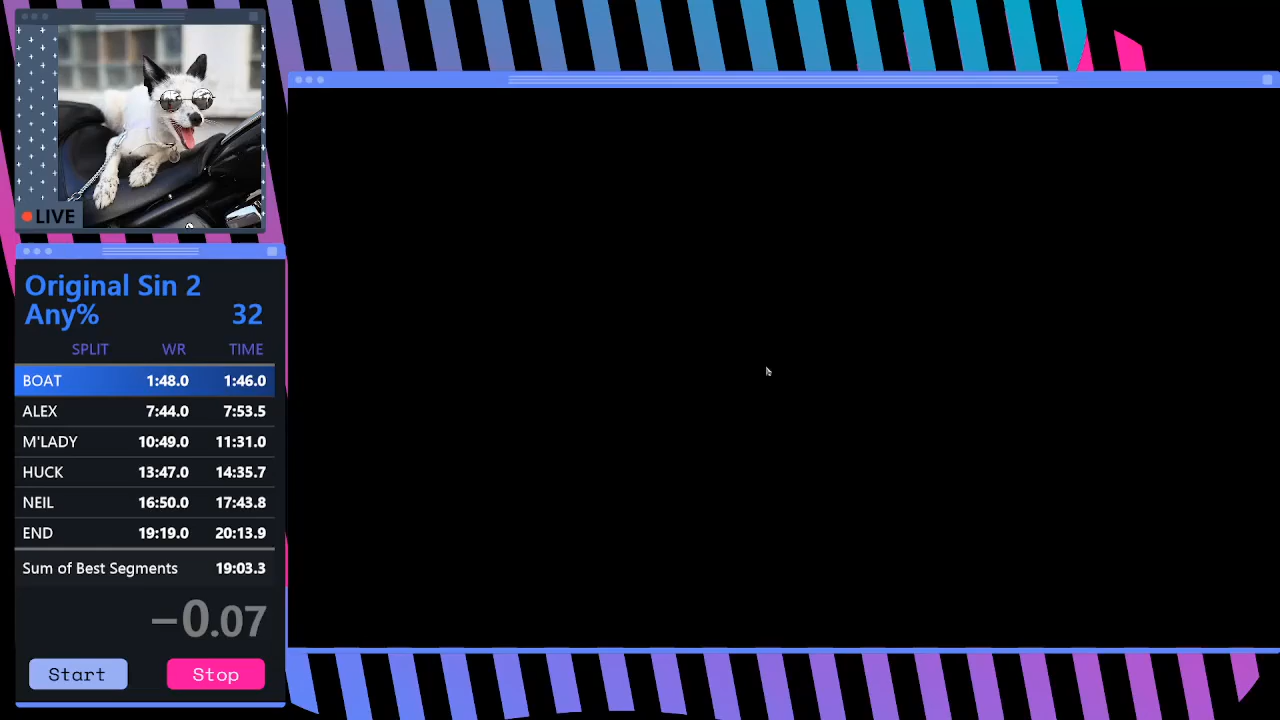 LIVE
Original Sin 2
Any% 32
SPLIT WR TIME
BOAT 1:48.0 1:46.0
ALEX 7:44.0 7:53.5
M'LADY 10:49.0 11:31.0
HUCK 13:47.0 14:35.7
NEIL 16:50.0 17:43.8
END 19:19.0 20:13.9
Sum of Best Segments 19:03.3
−0.07
Start Stop